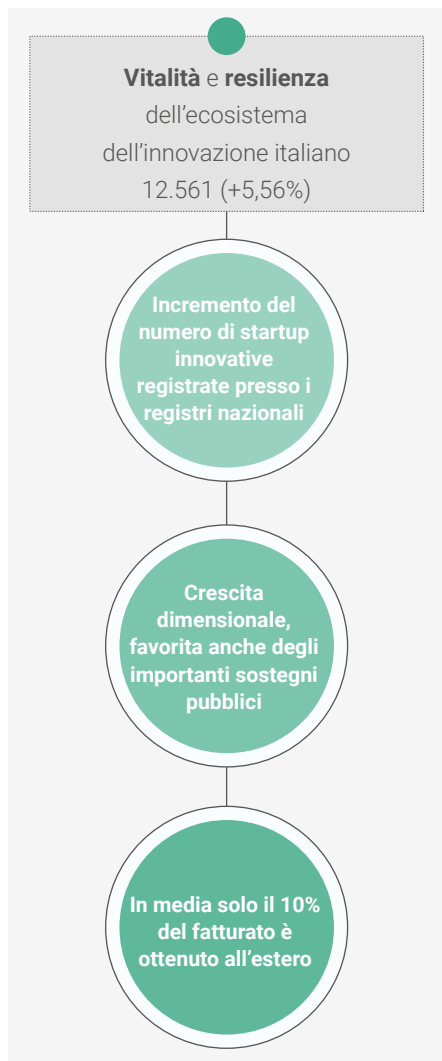 Vitalità e resilienza
dell’ecosistema
dell’innovazione italiano
12.561 (+5,56%)
Incremento del
numero di startup
innovative
registrate presso i
registri nazionali
Crescita
dimensionale,
favorita anche degli
importanti sostegni
pubblici
In media solo il 10%
del fatturato è
ottenuto all’estero